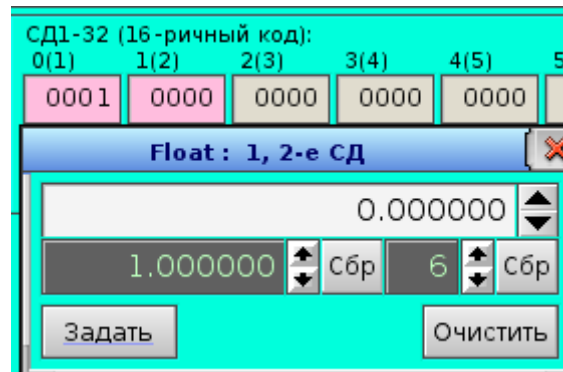 СД1-32 (16-ричный код):
0(1) 1(2) 2(3) 3(4) 4(5) 5
0001 0000 0000 0000 0000
Float : 1, 2-е СД
0.000000
1.000000 Сбр 6 Сбр
Задать Очистить